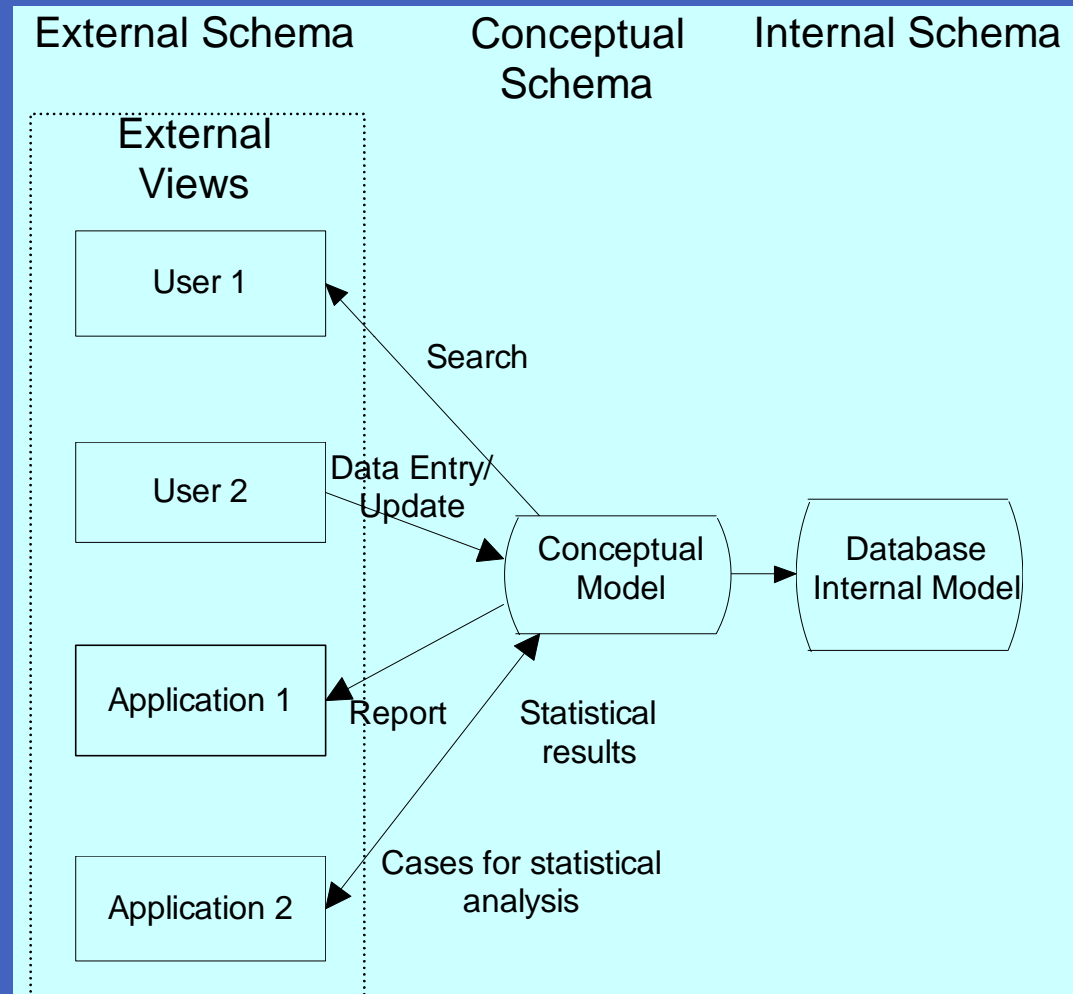 External Schema
Conceptual
Schema
Internal Schema
External
Views
User 1
Search
User 2
Data Entry/
Update
Conceptual
Model
Database
Internal Model
Application 1
Report
Statistical
results
Application 2
Cases for statistical
analysis